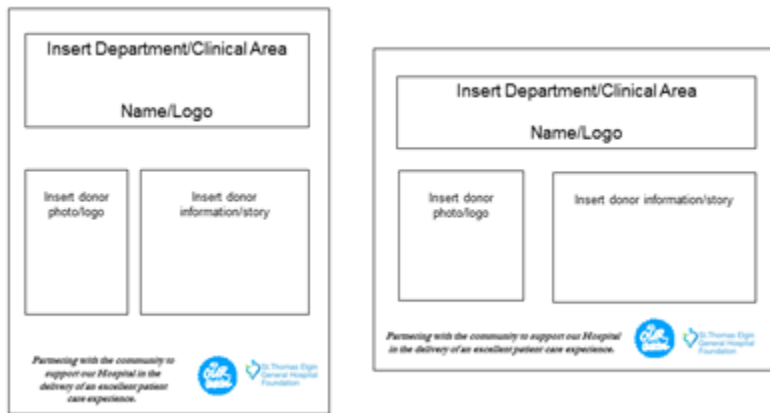 Insert Department/Clinical Area
Name/Logo
Insert donor
photo/logo
Insert donor
information/story
Partnering with the community to
support our Hospital in the
delivery of an excellent patient
care experience.
St.Thomas Elgin
General Hospital
Foundation
Insert Department/Clinical Area
Name/Logo
Insert donor
photo/logo
Insert donor information/story
Partnering with the community to support our Hospital
in the delivery of an excellent patient care experience.
St.Thomas Elgin
General Hospital
Foundation